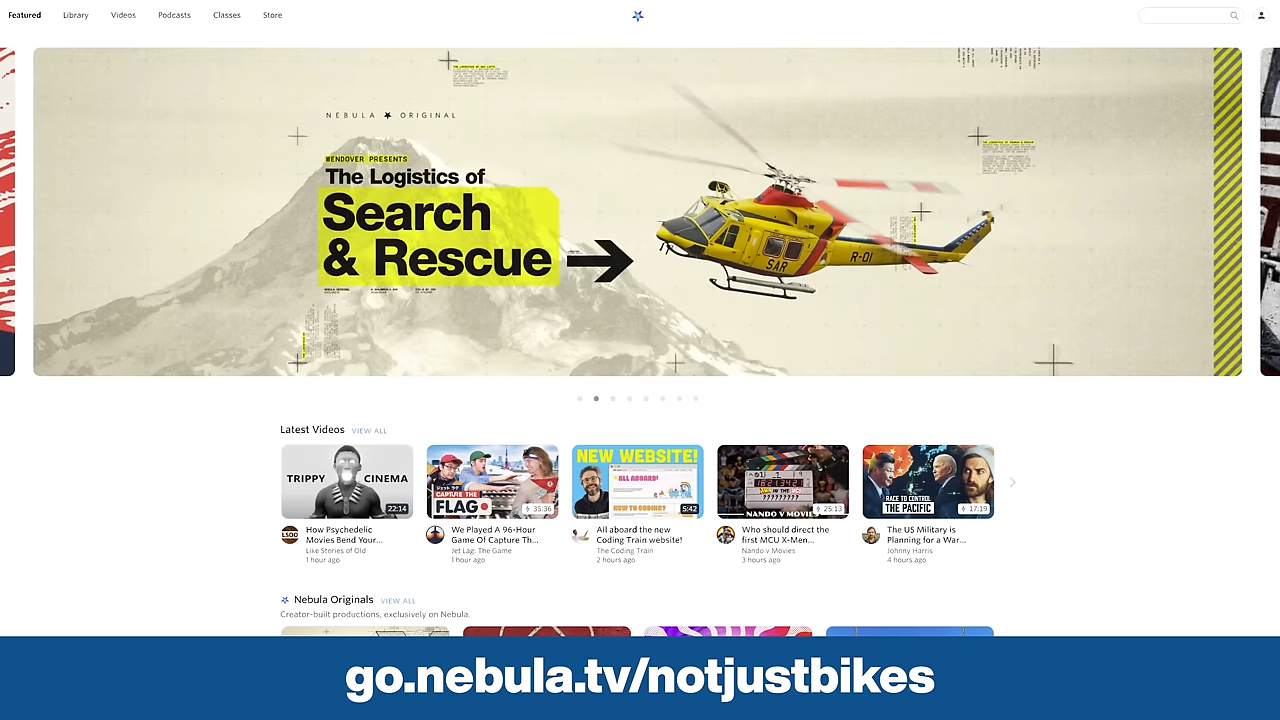 Featured Library Videos Podcasts Classes Store
NEBULA ORIGINAL
WENDOVER PRESENTS
The Logistics of
Search
& Rescue
SAR
R-01
Latest Videos VIEW ALL
TRIPPY CINEMA
22:14
CAPTURE THE
FLAG
35:36
NEW WEBSITE!
ALL ABOARD!
NEW TO CODING?
5:42
NANDO V MOVIES
25:13
RACE TO CONTROL
THE PACIFIC
17:19
LSOO
How Psychedelic
Movies Bend Your...
Like Stories of Old
1 hour ago
We Played A 96-Hour
Game Of Capture Th...
Jet Lag: The Game
1 hour ago
All aboard the new
Coding Train website!
The Coding Train
2 hours ago
Who should direct the
first MCU X-Men...
Nando v Movies
3 hours ago
The US Military is
Planning for a War...
Johnny Harris
4 hours ago
Nebula Originals VIEW ALL
Creator-built productions, exclusively on Nebula.
go.nebula.tv/notjustbikes